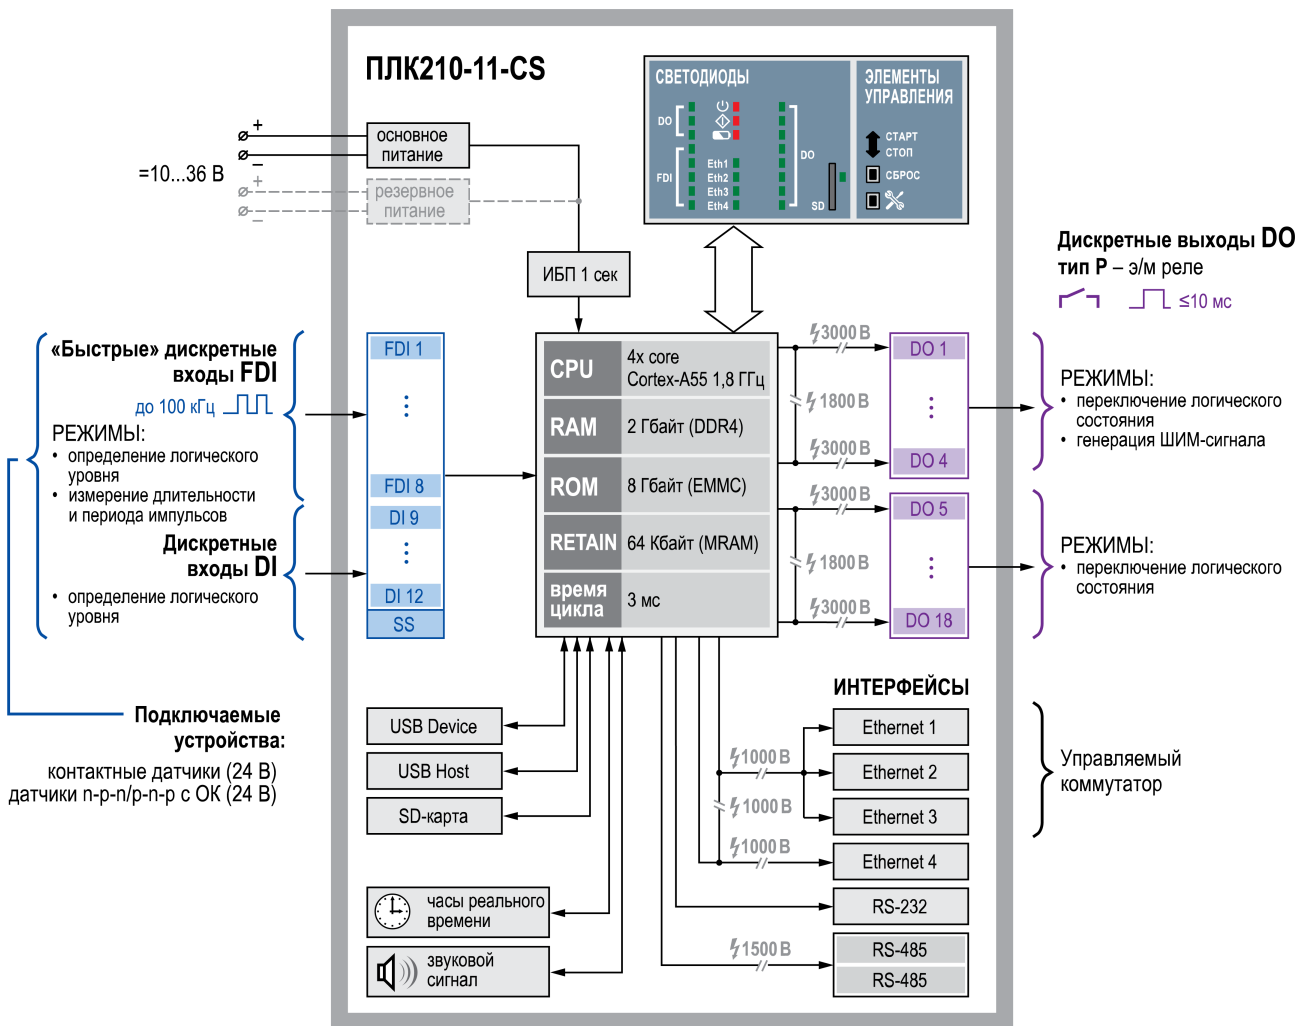 ПЛК210-11-CS
СВЕТОДИОДЫ
DO
FDI
Eth1
Eth2
Eth3
Eth4
DO
SD
ЭЛЕМЕНТЫ
УПРАВЛЕНИЯ
СТАРТ
СТОП
СБРОС
+
–
=10...36 В
+
–
основное
питание
резервное
питание
ИБП 1 сек
Дискретные выходы DO
тип Р – э/м реле
≤10 мс
«Быстрые» дискретные
входы FDI
до 100 кГц
РЕЖИМЫ:
• определение логического
уровня
• измерение длительности
и периода импульсов
Дискретные
входы DI
• определение логического
уровня
Подключаемые
устройства:
контактные датчики (24 В)
датчики n-p-n/p-n-p с ОК (24 В)
FDI 1
FDI 8
DI 9
DI 12
SS
CPU
4x core
Cortex-A55 1,8 ГГц
RAM
2 Гбайт (DDR4)
ROM
8 Гбайт (EMMC)
RETAIN
64 Кбайт (MRAM)
время
цикла
3 мс
3000 В
1800 В
3000 В
3000 В
1800 В
3000 В
DO 1
DO 4
DO 5
DO 18
РЕЖИМЫ:
• переключение логического
состояния
• генерация ШИМ-сигнала
РЕЖИМЫ:
• переключение логического
состояния
USB Device
USB Host
SD-карта
часы реального
времени
звуковой
сигнал
ИНТЕРФЕЙСЫ
1000 В
1000 В
1000 В
1500 В
Ethernet 1
Ethernet 2
Ethernet 3
Ethernet 4
RS-232
RS-485
RS-485
Управляемый
коммутатор